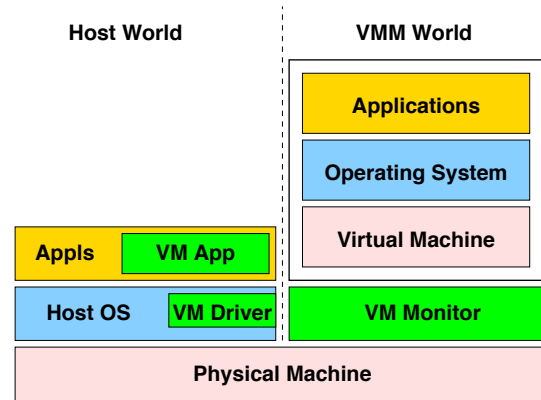 Host World
VMM World
Applications
Operating System
Virtual Machine
Appls
VM App
Host OS
VM Driver
VM Monitor
Physical Machine